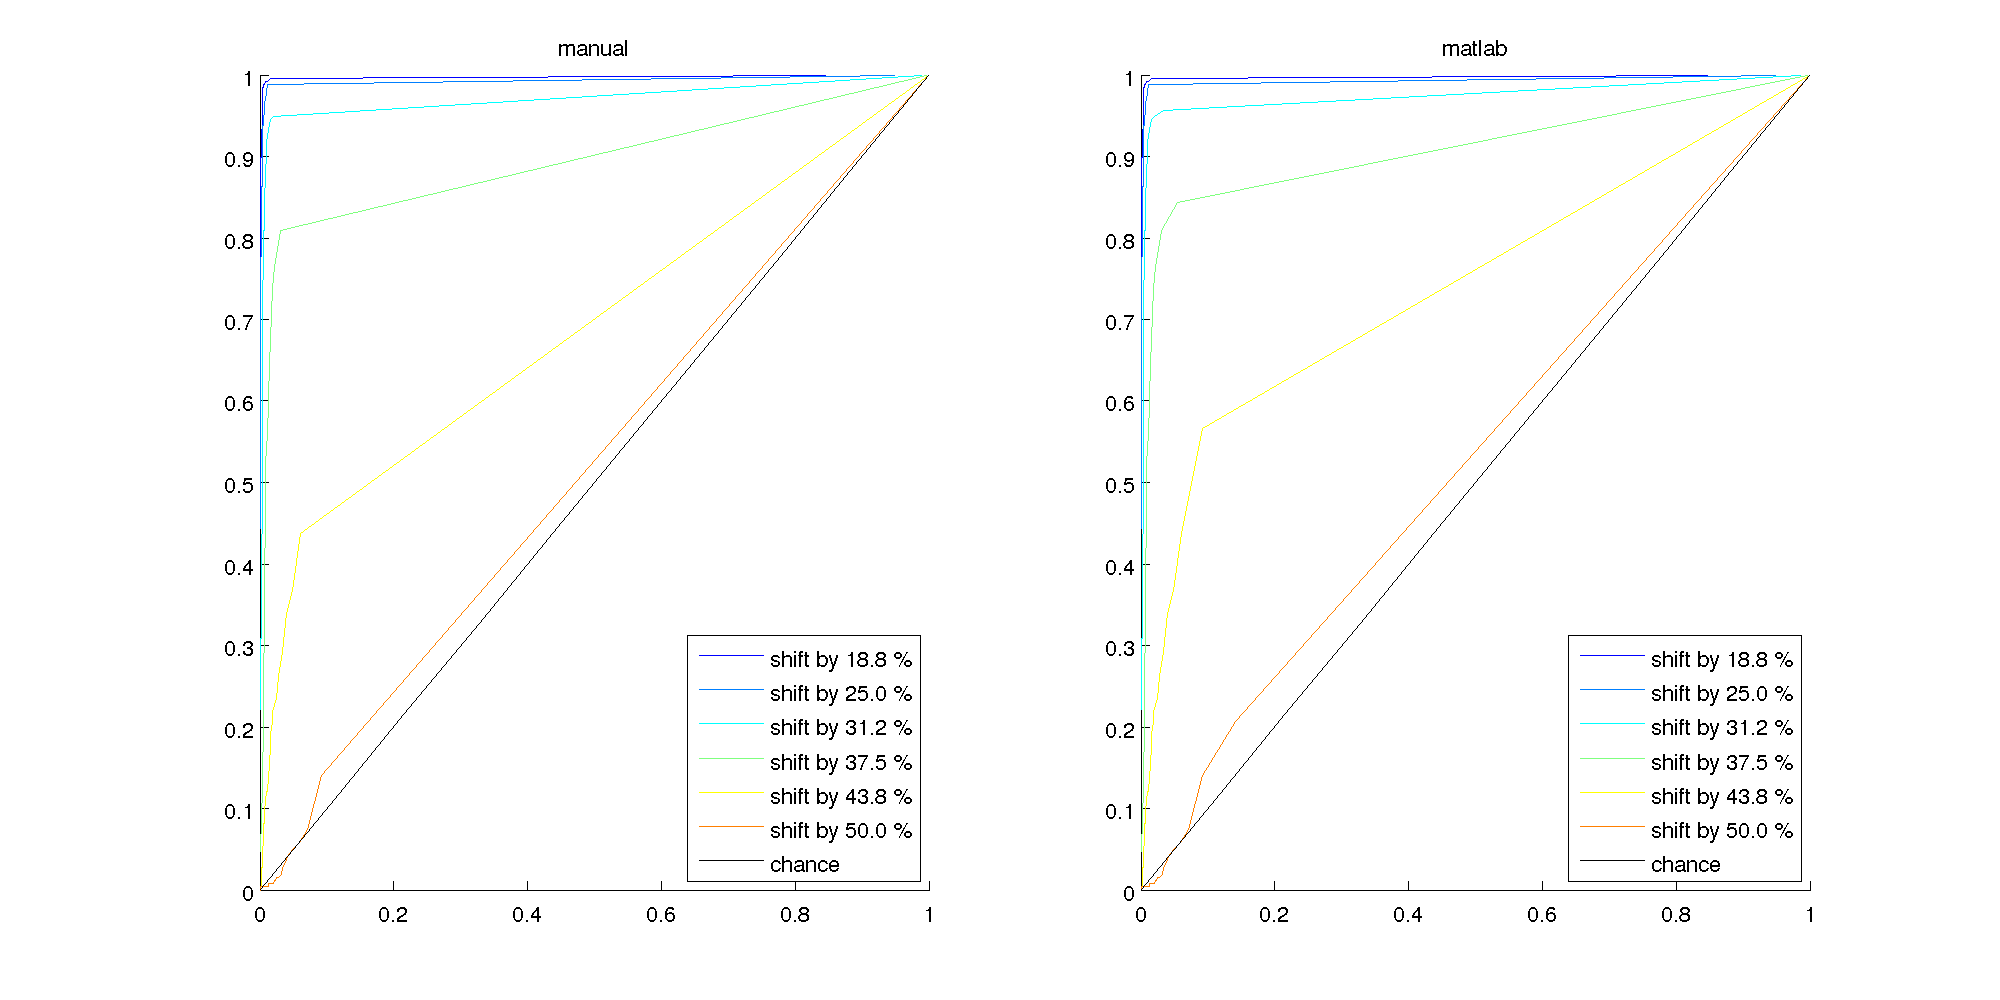 manual
1
0.9
0.8
0.7
0.6
0.5
0.4
0.3
0.2
0.1
0
0 0.2 0.4 0.6 0.8 1
shift by 18.8 %
shift by 25.0 %
shift by 31.2 %
shift by 37.5 %
shift by 43.8 %
shift by 50.0 %
chance
matlab
1
0.9
0.8
0.7
0.6
0.5
0.4
0.3
0.2
0.1
0
0 0.2 0.4 0.6 0.8 1
shift by 18.8 %
shift by 25.0 %
shift by 31.2 %
shift by 37.5 %
shift by 43.8 %
shift by 50.0 %
chance